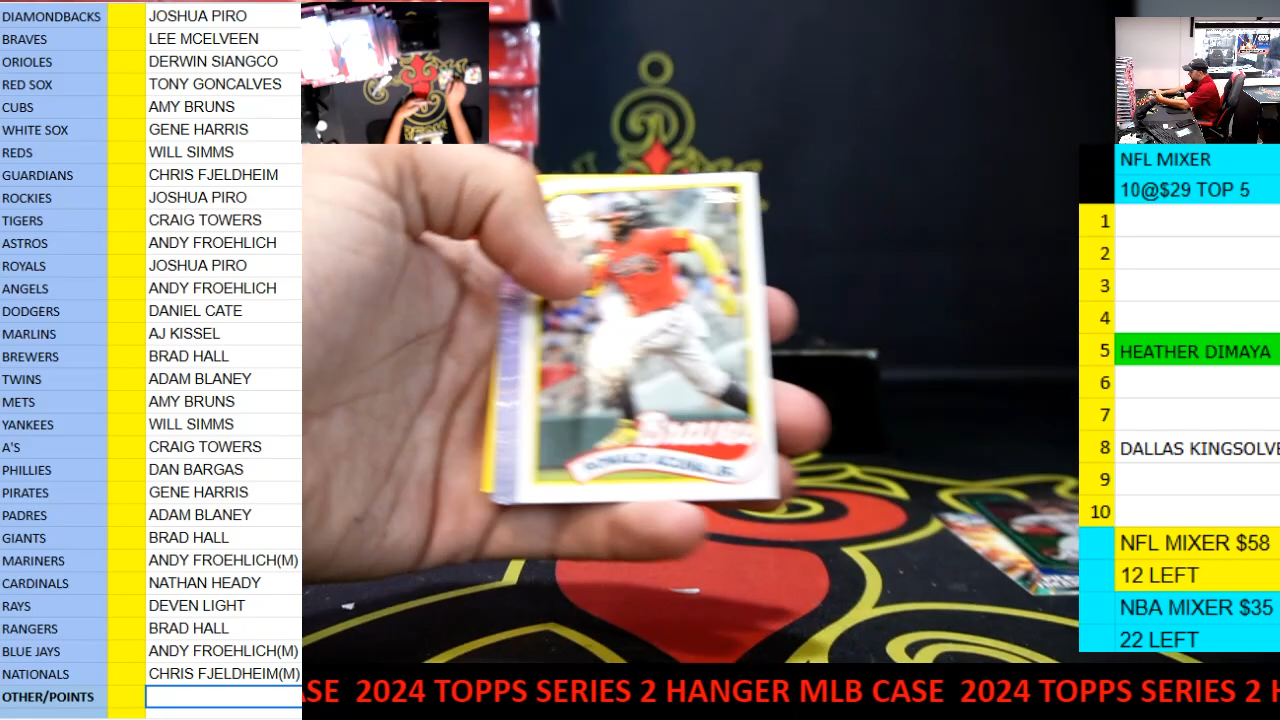 DIAMONDBACKS JOSHUA PIRO
BRAVES LEE MCELVEEN
ORIOLES DERWIN SIANGCO
RED SOX TONY GONCALVES
CUBS AMY BRUNS
WHITE SOX GENE HARRIS
REDS WILL SIMMS
GUARDIANS CHRIS FJELDHEIM
ROCKIES JOSHUA PIRO
TIGERS CRAIG TOWERS
ASTROS ANDY FROEHLICH
ROYALS JOSHUA PIRO
ANGELS ANDY FROEHLICH
DODGERS DANIEL CATE
MARLINS AJ KISSEL
BREWERS BRAD HALL
TWINS ADAM BLANEY
METS AMY BRUNS
YANKEES WILL SIMMS
A'S CRAIG TOWERS
PHILLIES DAN BARGAS
PIRATES GENE HARRIS
PADRES ADAM BLANEY
GIANTS BRAD HALL
MARINERS ANDY FROEHLICH(M)
CARDINALS NATHAN HEADY
RAYS DEVEN LIGHT
RANGERS BRAD HALL
BLUE JAYS ANDY FROEHLICH(M)
NATIONALS CHRIS FJELDHEIM(M)
OTHER/POINTS
Braves
RONALD ACUÑA JR.
NFL MIXER
10@$29 TOP 5
1
2
3
4
5 HEATHER DIMAYA
6
7
8 DALLAS KINGSOLVE
9
10
NFL MIXER $58
12 LEFT
NBA MIXER $35
22 LEFT
ASE 2024 TOPPS SERIES 2 HANGER MLB CASE 2024 TOPPS SERIES 2 H